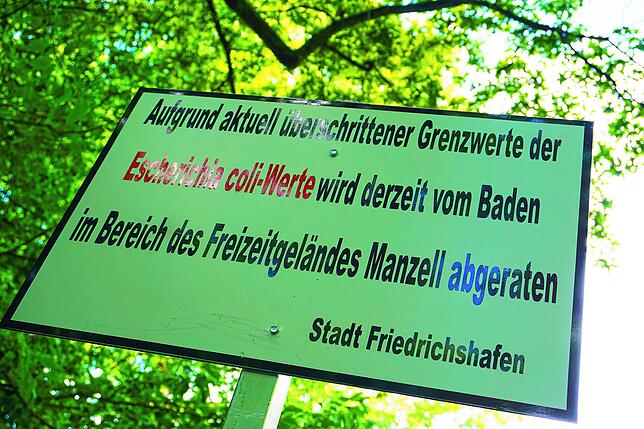 Aufgrund aktuell überschrittener Grenzwerte der
Escherichia coli-Werte wird derzeit vom Baden
im Bereich des Freizeitgeländes Manzell abgeraten
Stadt Friedrichshafen